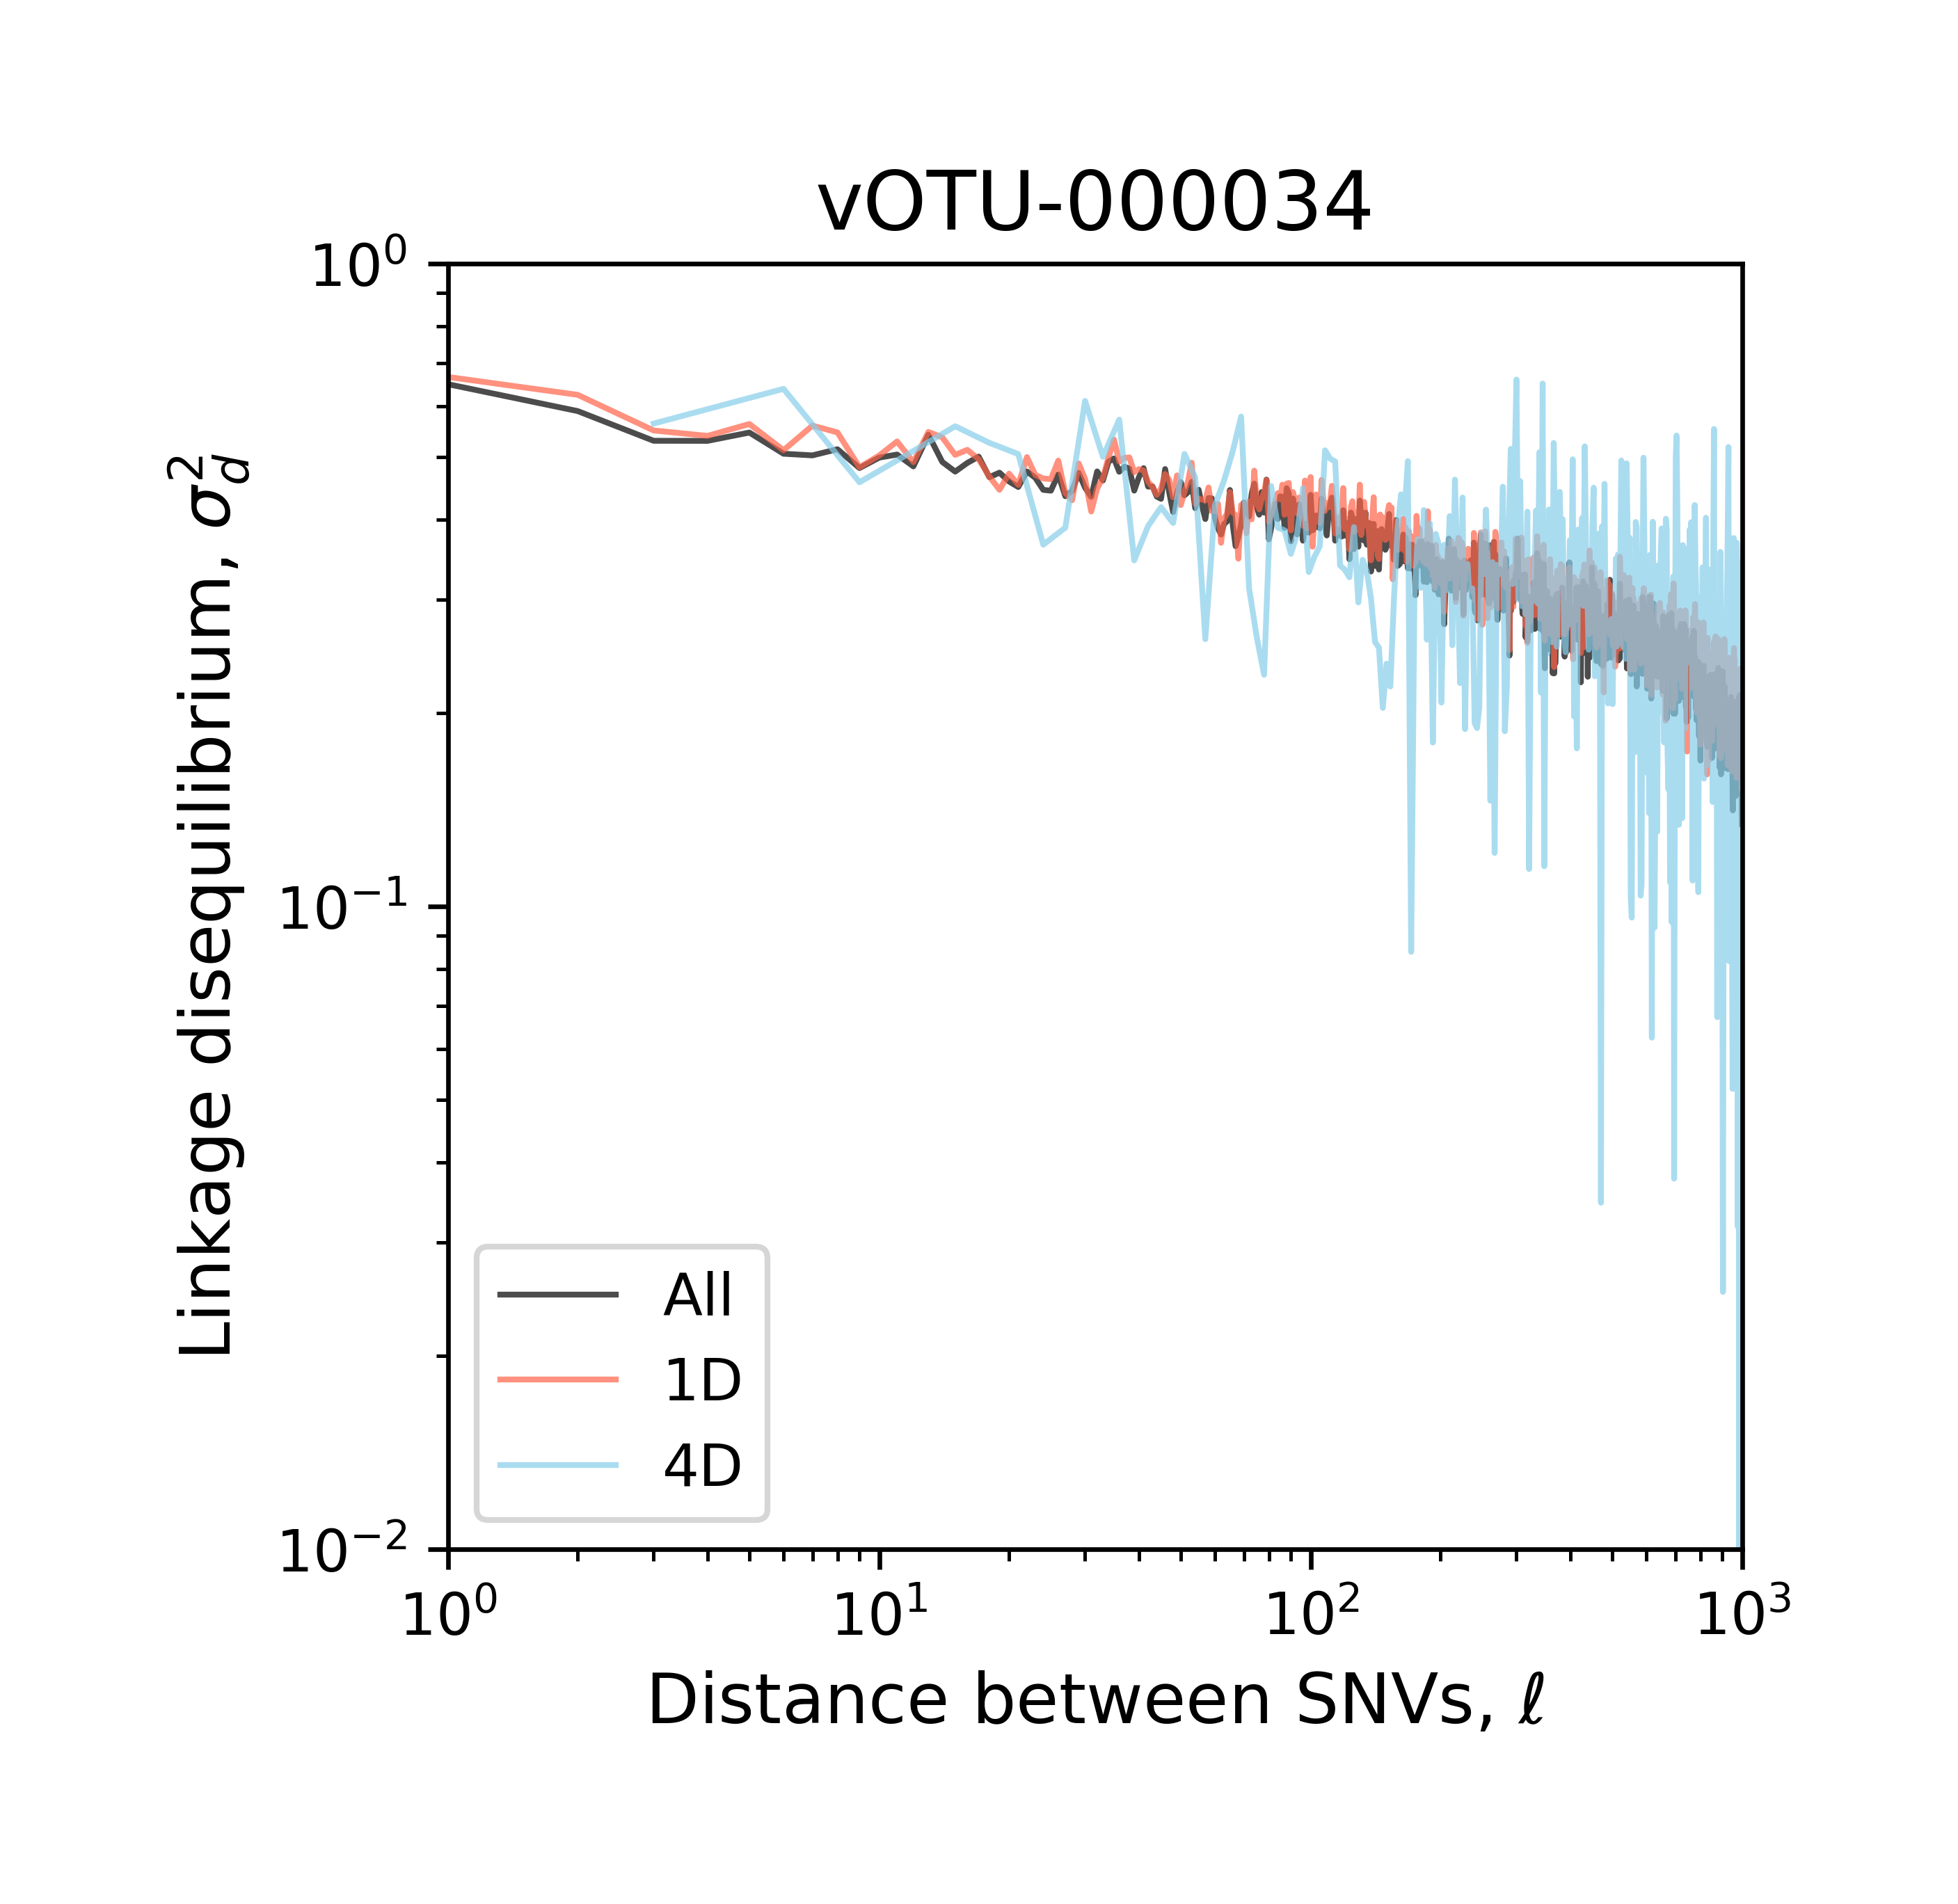 vOTU-000034
10⁰
10⁻¹
10⁻²
Linkage disequilibrium, σ²_d
All
1D
4D
10⁰ 10¹ 10² 10³
Distance between SNVs, ℓ